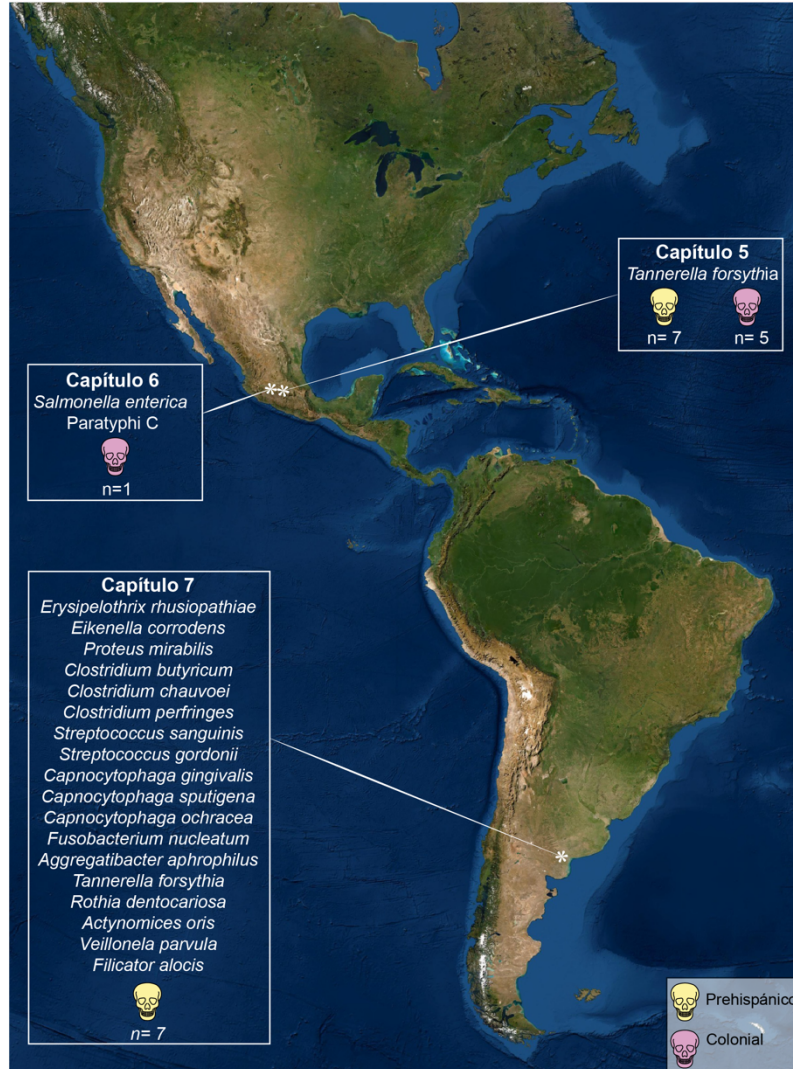 Capítulo 5
Tannerella forsythia
n= 7 n= 5
Capítulo 6
Salmonella enterica
Paratyphi C
n=1
Capítulo 7
Erysipelothrix rhusiopathiae
Eikenella corrodens
Proteus mirabilis
Clostridium butyricum
Clostridium chauvoei
Clostridium perfringes
Streptococcus sanguinis
Streptococcus gordonii
Capnocytophaga gingivalis
Capnocytophaga sputigena
Capnocytophaga ochracea
Fusobacterium nucleatum
Aggregatibacter aphrophilus
Tannerella forsythia
Rothia dentocariosa
Actynomices oris
Veillonela parvula
Filicator alocis
n= 7
Prehispánico
Colonial